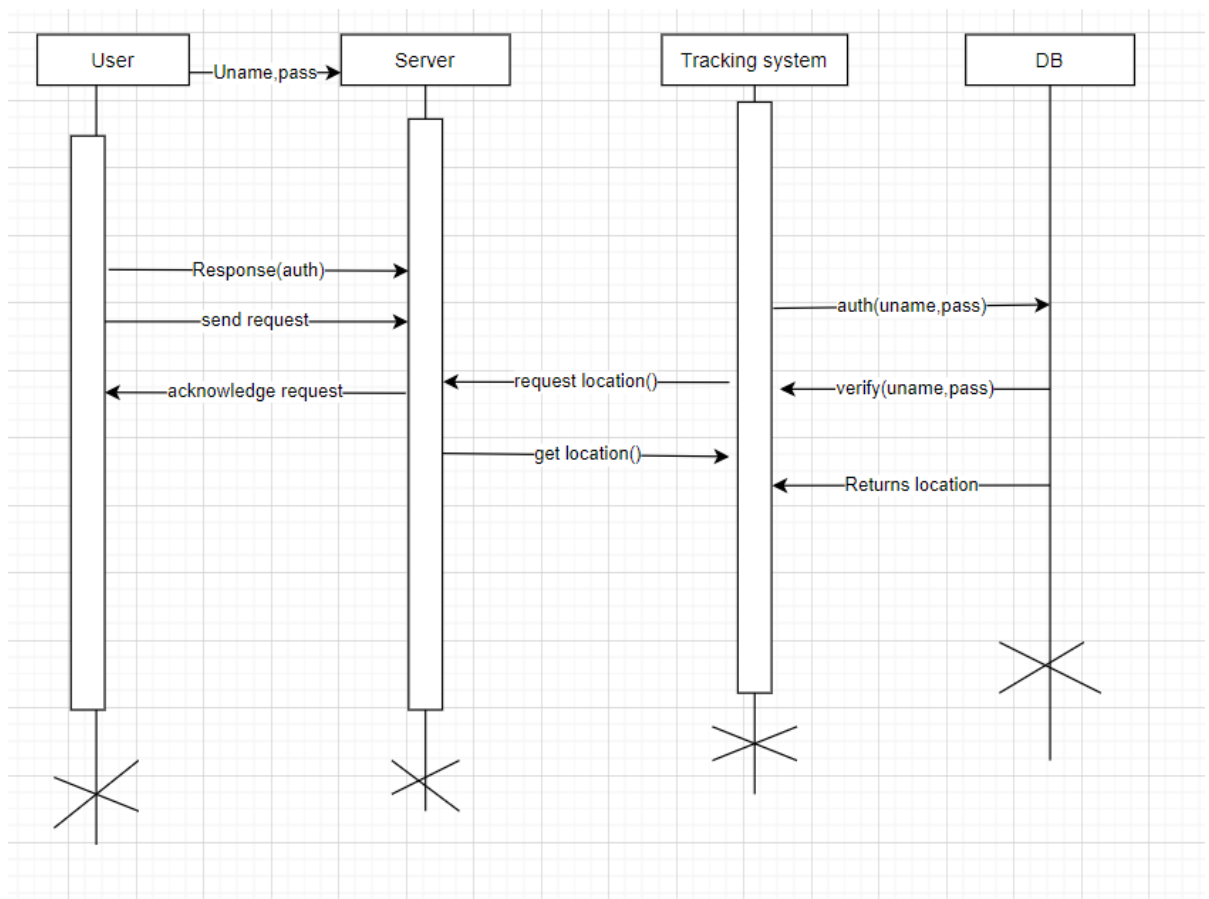 User
Uname,pass
Server
Tracking system
DB
Response(auth)
send request
auth(uname,pass)
request location()
verify(uname,pass)
acknowledge request
get location()
Returns location